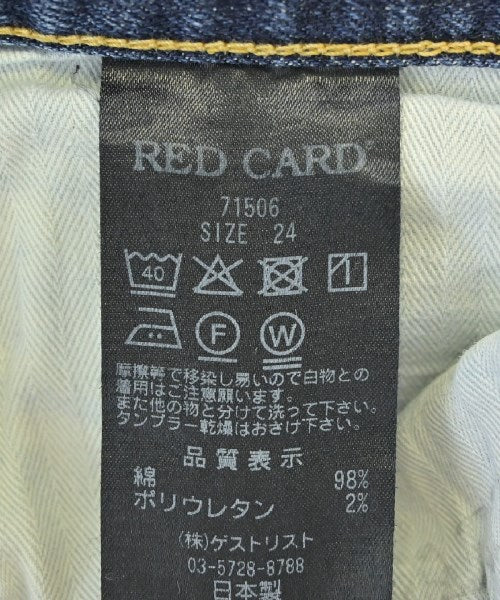 RED CARD
71506
SIZE 24
40
F W
摩擦等で移染し易いので白物との
着用はご注意願います。
また他の物と分けて洗って下さい。
タンブラー乾燥はおさけ下さい。
品質表示
綿 98%
ポリウレタン 2%
(株)ゲストリスト
03-5728-8788
日本製